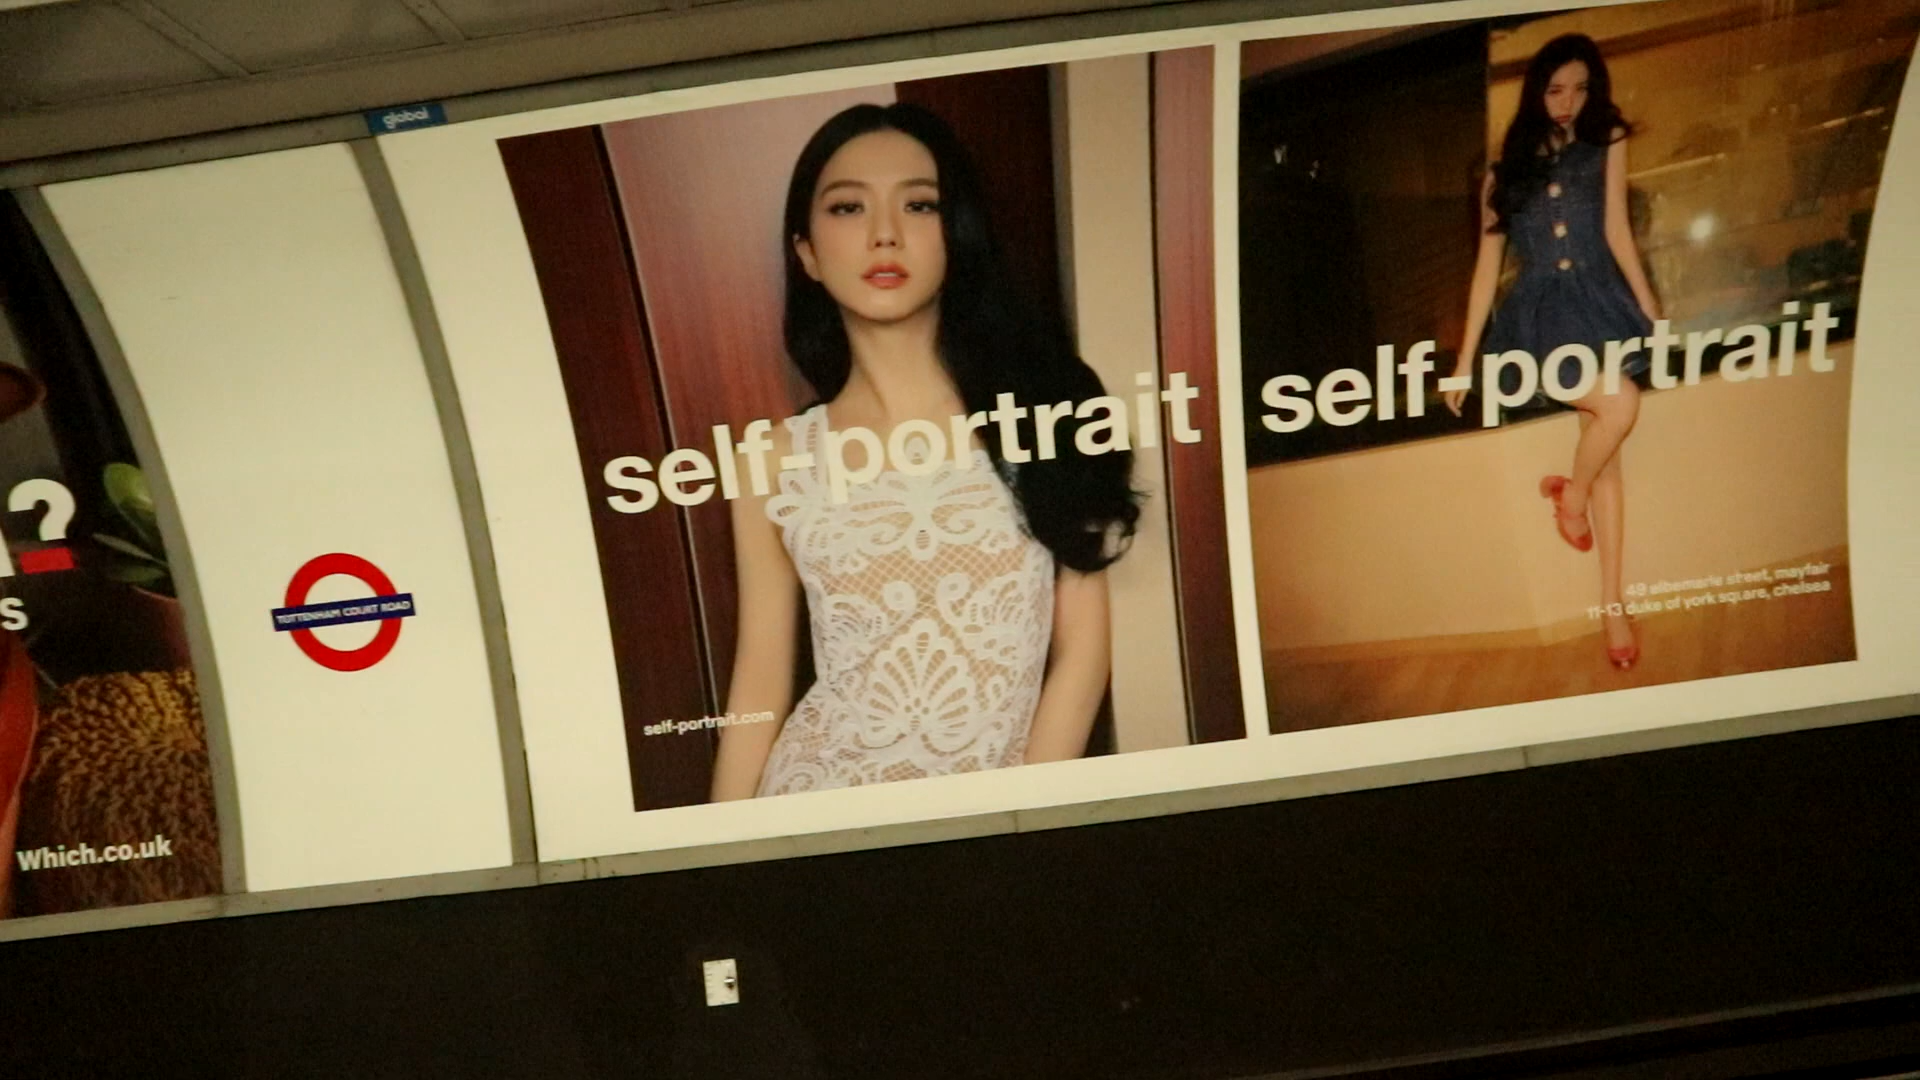 global
?
s
Which.co.uk
TOTTENHAM COURT ROAD
self-portrait
self-portrait.com
self-portrait
49 albemarle street, mayfair
11-13 duke of york square, chelsea